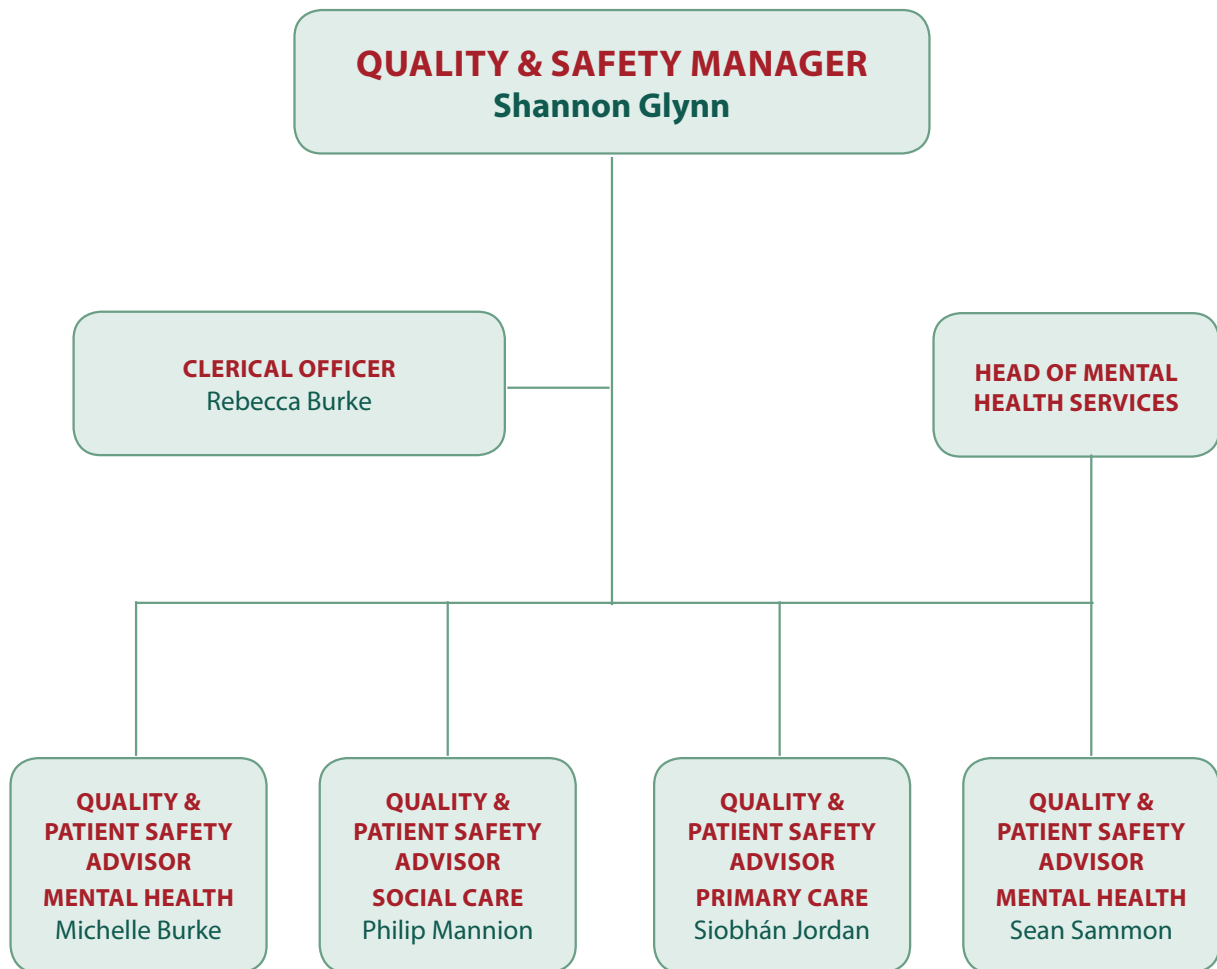 QUALITY & SAFETY MANAGER
Shannon Glynn
CLERICAL OFFICER
Rebecca Burke
HEAD OF MENTAL
HEALTH SERVICES
QUALITY &
PATIENT SAFETY
ADVISOR
MENTAL HEALTH
Michelle Burke
QUALITY &
PATIENT SAFETY
ADVISOR
SOCIAL CARE
Philip Mannion
QUALITY &
PATIENT SAFETY
ADVISOR
PRIMARY CARE
Siobhán Jordan
QUALITY &
PATIENT SAFETY
ADVISOR
MENTAL HEALTH
Sean Sammon